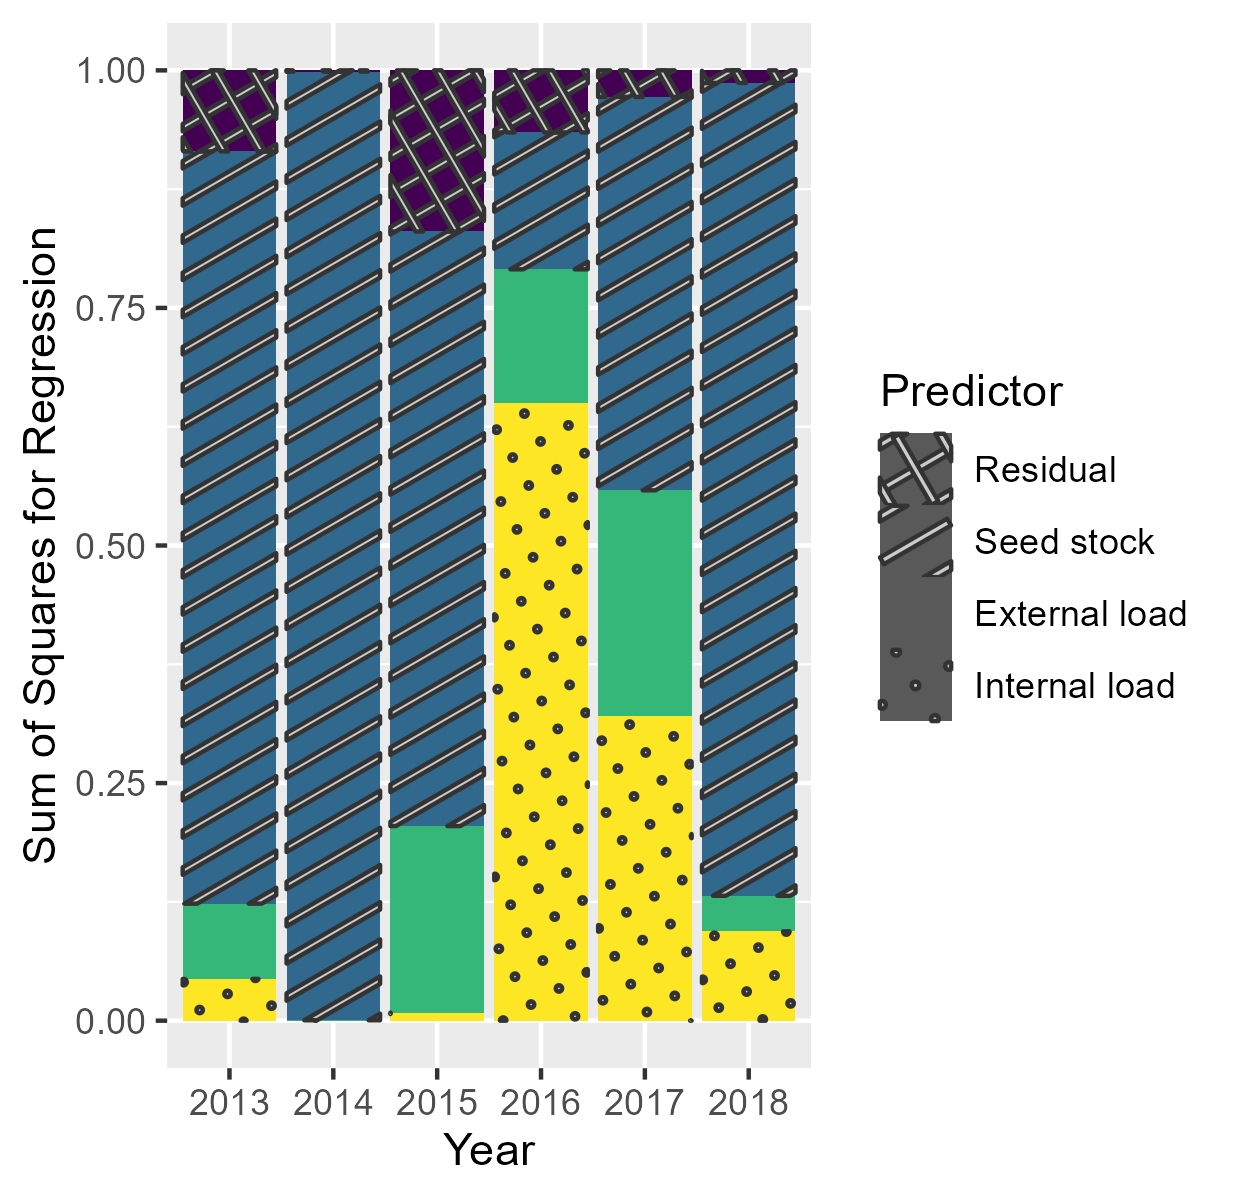 Sum of Squares for Regression
1.00
0.75
0.50
0.25
0.00
2013 2014 2015 2016 2017 2018
Year
Predictor
Residual
Seed stock
External load
Internal load